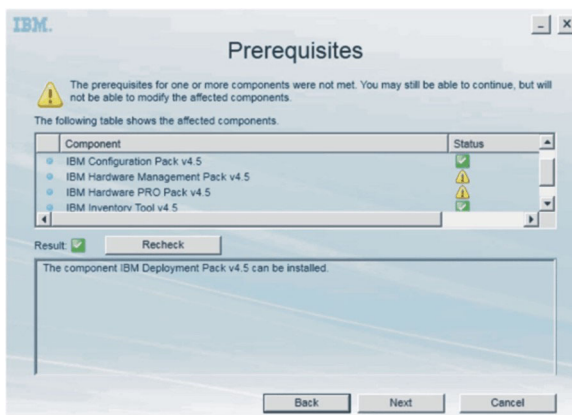 IBM.
Prerequisites
The prerequisites for one or more components were not met. You may still be able to continue, but will
not be able to modify the affected components.
The following table shows the affected components.
Component Status
IBM Configuration Pack v4.5
IBM Hardware Management Pack v4.5
IBM Hardware PRO Pack v4.5
IBM Inventory Tool v4.5
Result: Recheck
The component IBM Deployment Pack v4.5 can be installed.
Back Next Cancel